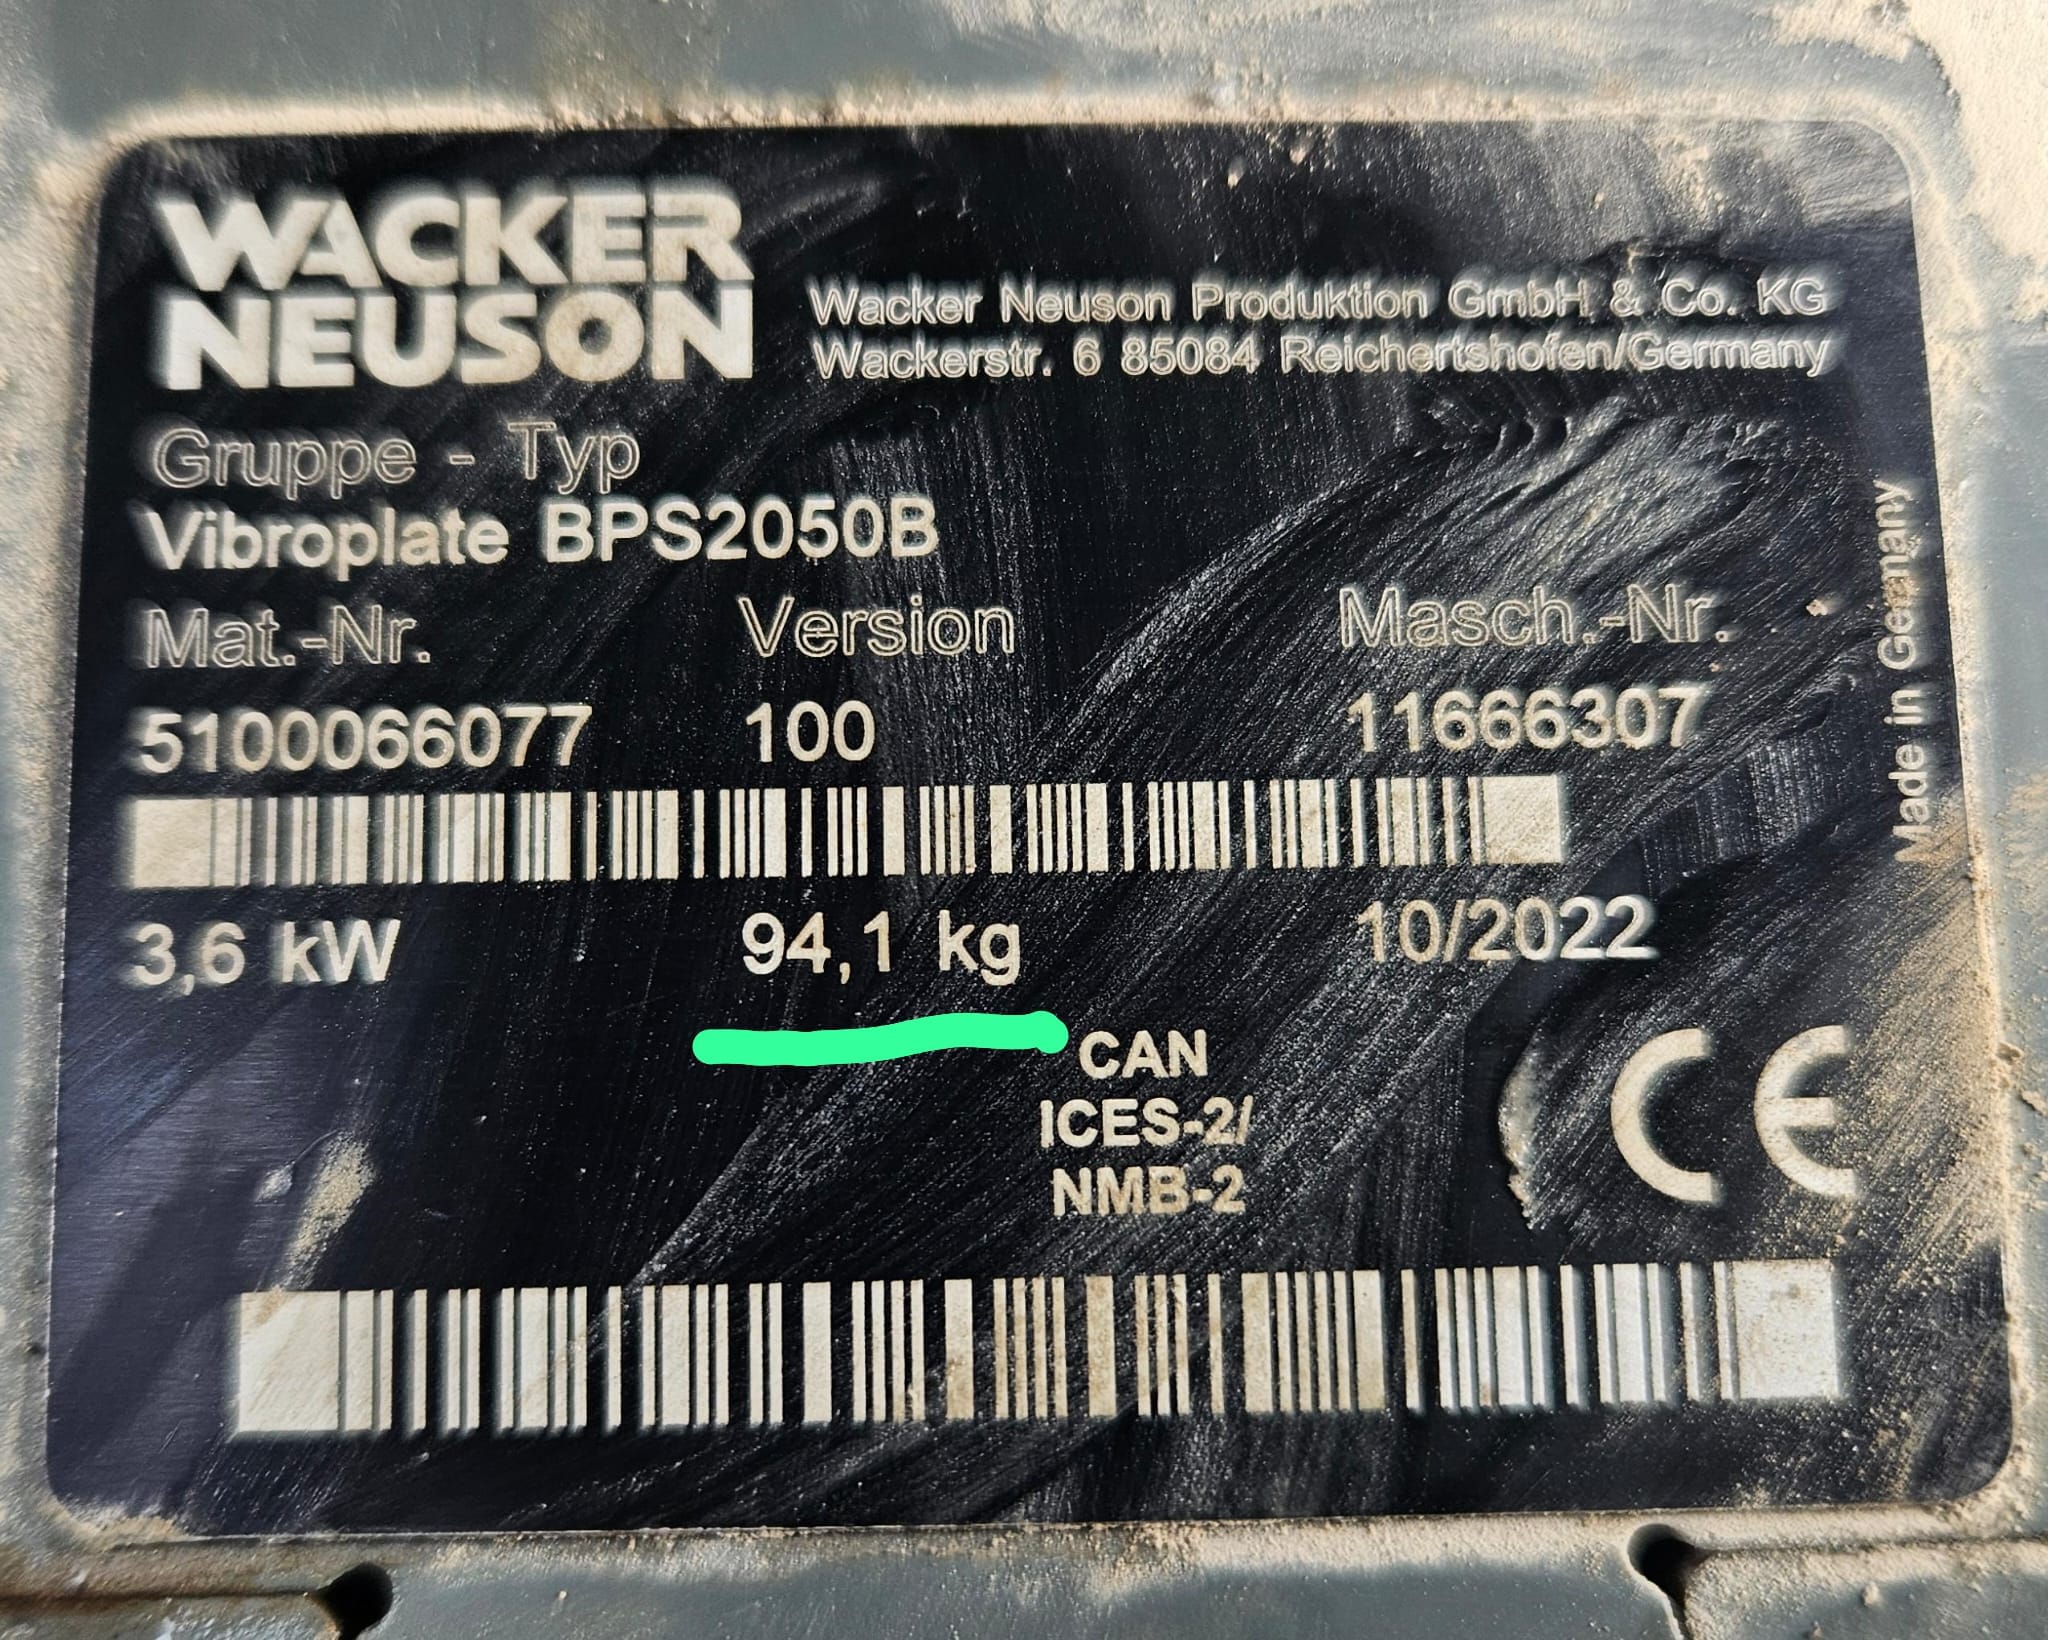 WACKER
NEUSON
Wacker Neuson Produktion GmbH & Co. KG
Wackerstr. 6 85084 Reichertshofen/Germany
Gruppe - Typ
Vibroplate BPS2050B
Mat.-Nr. Version Masch.-Nr.
5100066077 100 11666307
3,6 kW 94,1 kg 10/2022
CAN
ICES-2/
NMB-2
CE
Made in Germany